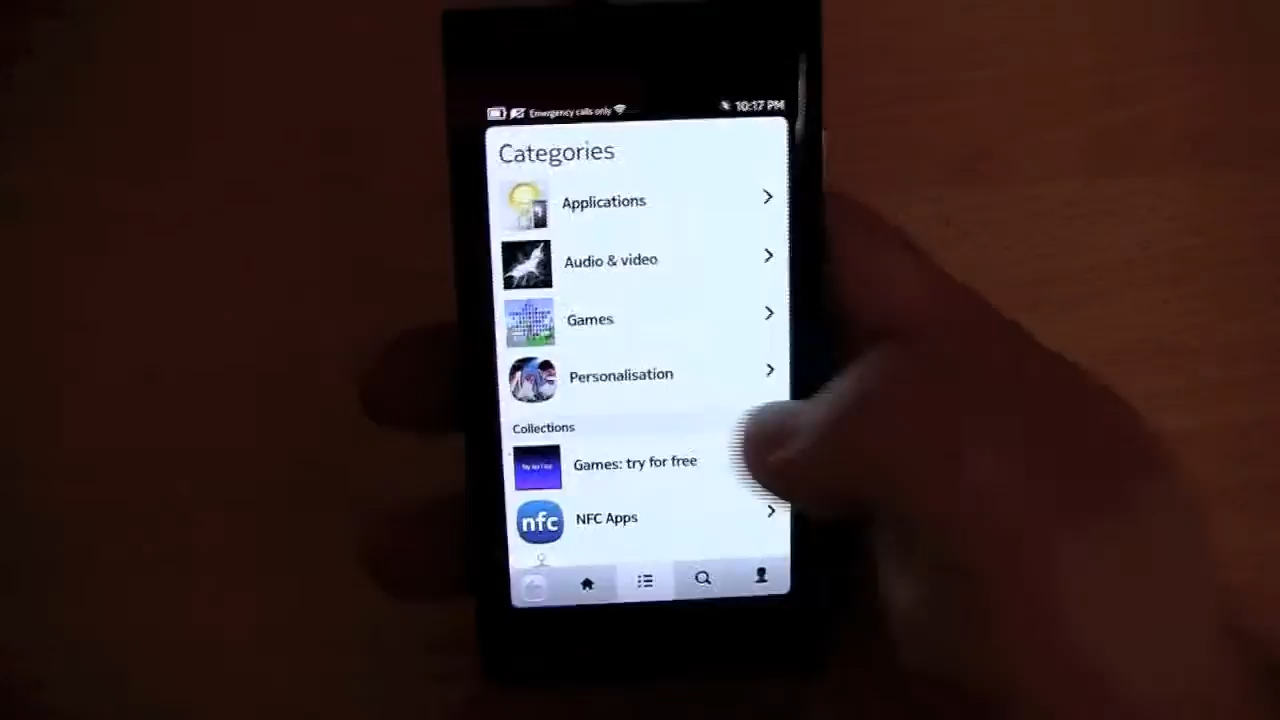 Emergency calls only 10:17 PM
Categories
Applications
Audio & video
Games
Personalisation
Collections
Games: try for free
nfc NFC Apps